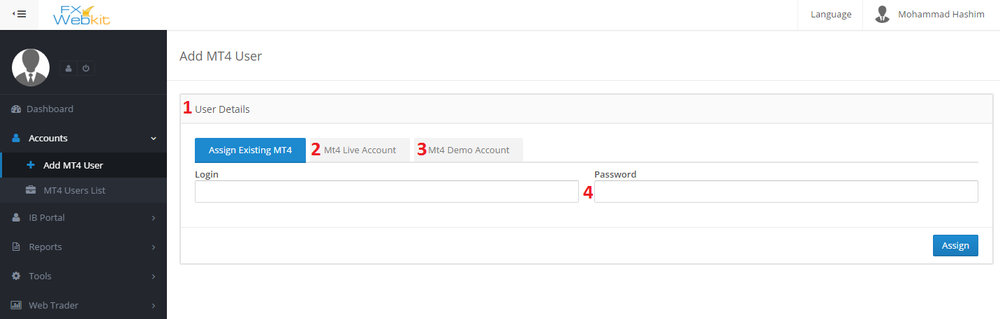 FX
Webkit
Language
Mohammad Hashim
Add MT4 User
Dashboard
Accounts
Add MT4 User
MT4 Users List
IB Portal
Reports
Tools
Web Trader
1 User Details
Assign Existing MT4
2 Mt4 Live Account
3 Mt4 Demo Account
Login
Password
4
Assign